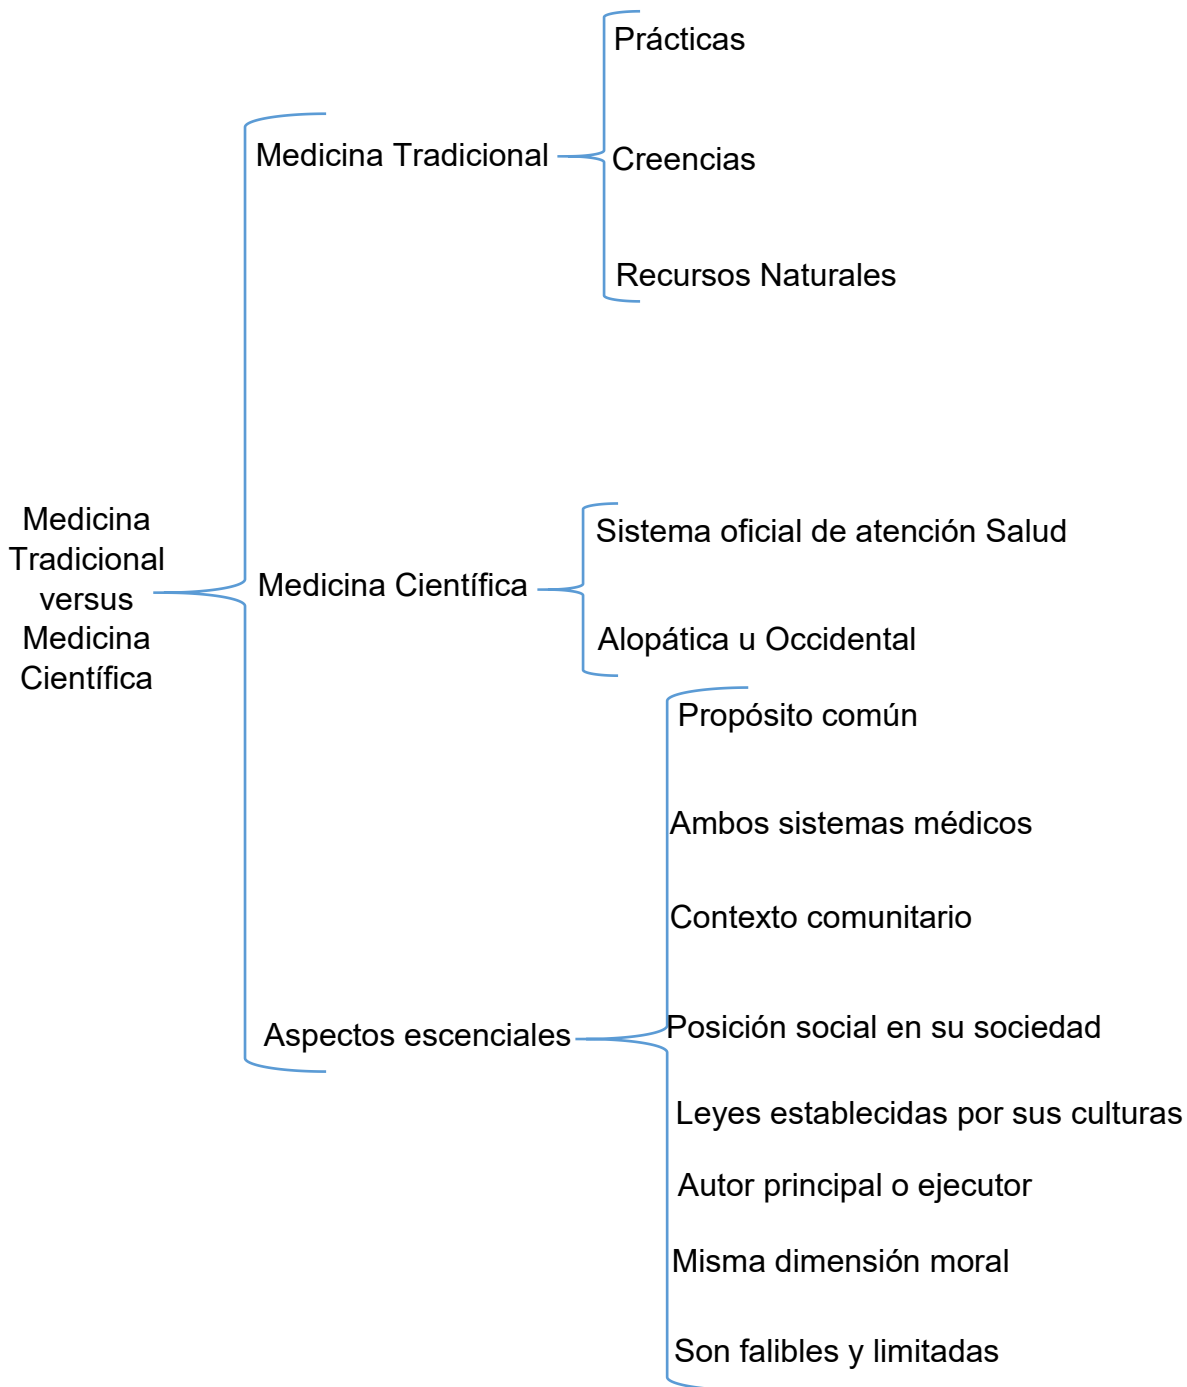 Medicina
Tradicional
versus
Medicina
Científica
Medicina Tradicional
Prácticas
Creencias
Recursos Naturales
Medicina Científica
Sistema oficial de atención Salud
Alopática u Occidental
Aspectos escenciales
Propósito común
Ambos sistemas médicos
Contexto comunitario
Posición social en su sociedad
Leyes establecidas por sus culturas
Autor principal o ejecutor
Misma dimensión moral
Son falibles y limitadas